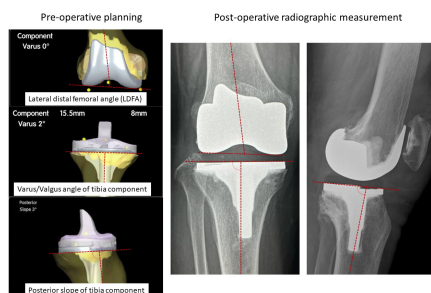 Pre-operative planning
Post-operative radiographic measurement
Component
Varus 0°
Lateral distal femoral angle (LDFA)
Component 15.5mm 8mm
Varus 2°
Varus/Valgus angle of tibia component
Posterior
Slope 3°
Posterior slope of tibia component